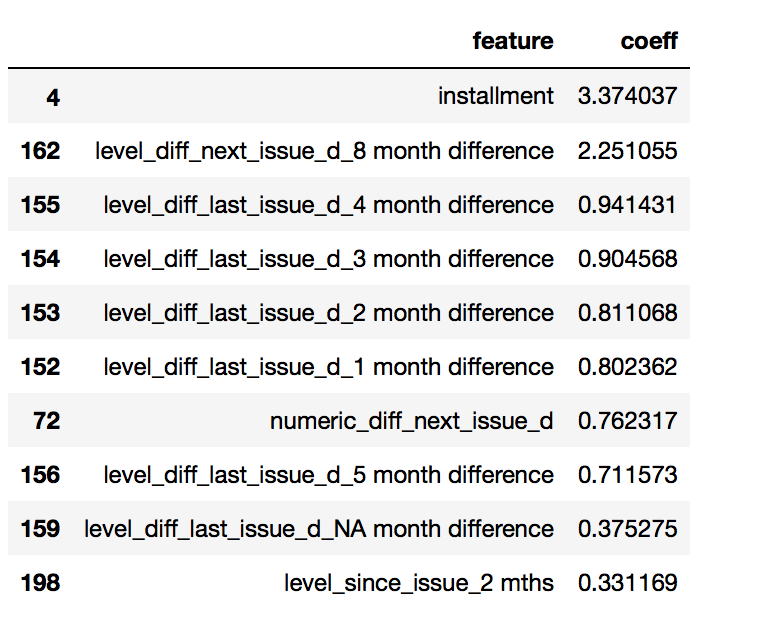 feature coeff
4 installment 3.374037
162 level_diff_next_issue_d_8 month difference 2.251055
155 level_diff_last_issue_d_4 month difference 0.941431
154 level_diff_last_issue_d_3 month difference 0.904568
153 level_diff_last_issue_d_2 month difference 0.811068
152 level_diff_last_issue_d_1 month difference 0.802362
72 numeric_diff_next_issue_d 0.762317
156 level_diff_last_issue_d_5 month difference 0.711573
159 level_diff_last_issue_d_NA month difference 0.375275
198 level_since_issue_2 mths 0.331169